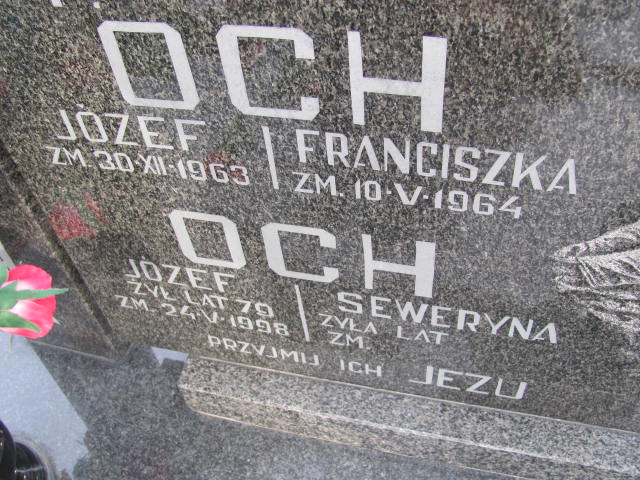 OCH
JÓZEF
ZM. 30·XII·1963
FRANCISZKA
ZM. 10·V·1964
OCH
JÓZEF
ŻYŁ LAT 79
ZM. 24·V·1998
SEWERYNA
ŻYŁA LAT
ZM.
PRZYJMIJ ICH JEZU